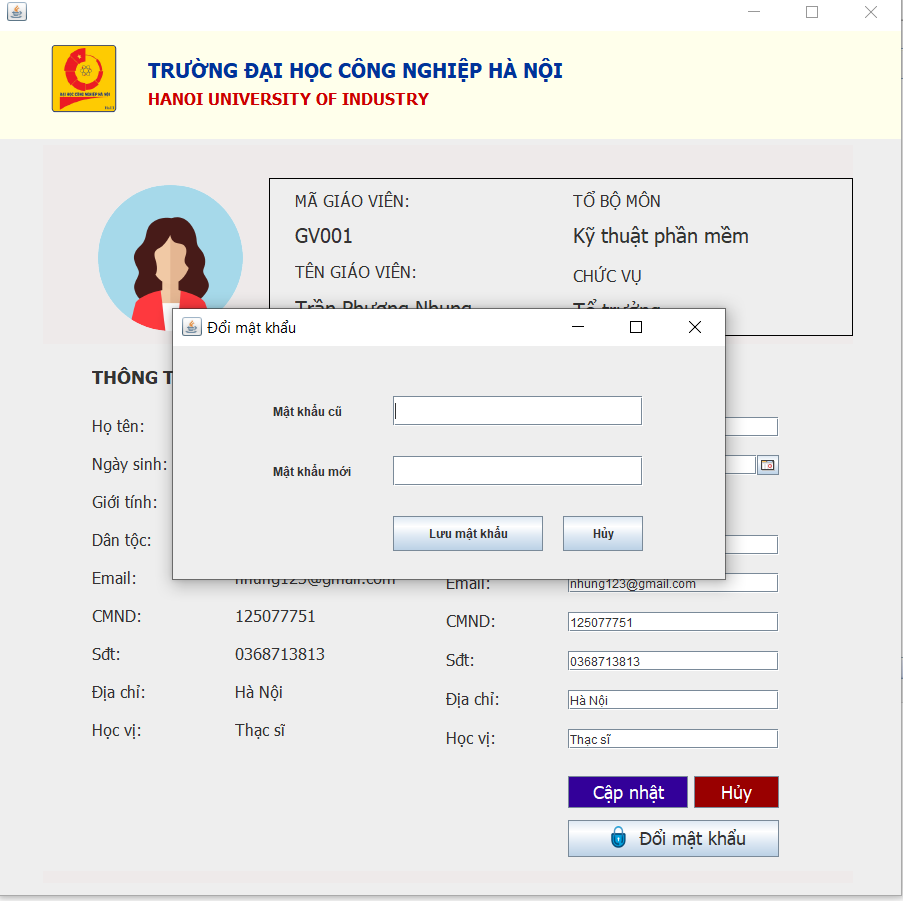 TRƯỜNG ĐẠI HỌC CÔNG NGHIỆP HÀ NỘI
HANOI UNIVERSITY OF INDUSTRY
MÃ GIÁO VIÊN:
TỔ BỘ MÔN
GV001
Kỹ thuật phần mềm
TÊN GIÁO VIÊN:
CHỨC VỤ
Trần Phương Nhung
Tổ trưởng
Đổi mật khẩu
Mật khẩu cũ
Mật khẩu mới
Lưu mật khẩu
Hủy
THÔNG T
Họ tên:
Ngày sinh:
Giới tính:
Dân tộc:
Email:
nhung123@gmail.com
CMND:
125077751
Sđt:
0368713813
Địa chỉ:
Hà Nội
Học vị:
Thạc sĩ
Email:
nhung123@gmail.com
CMND:
125077751
Sđt:
0368713813
Địa chỉ:
Hà Nội
Học vị:
Thạc sĩ
Cập nhật
Hủy
Đổi mật khẩu